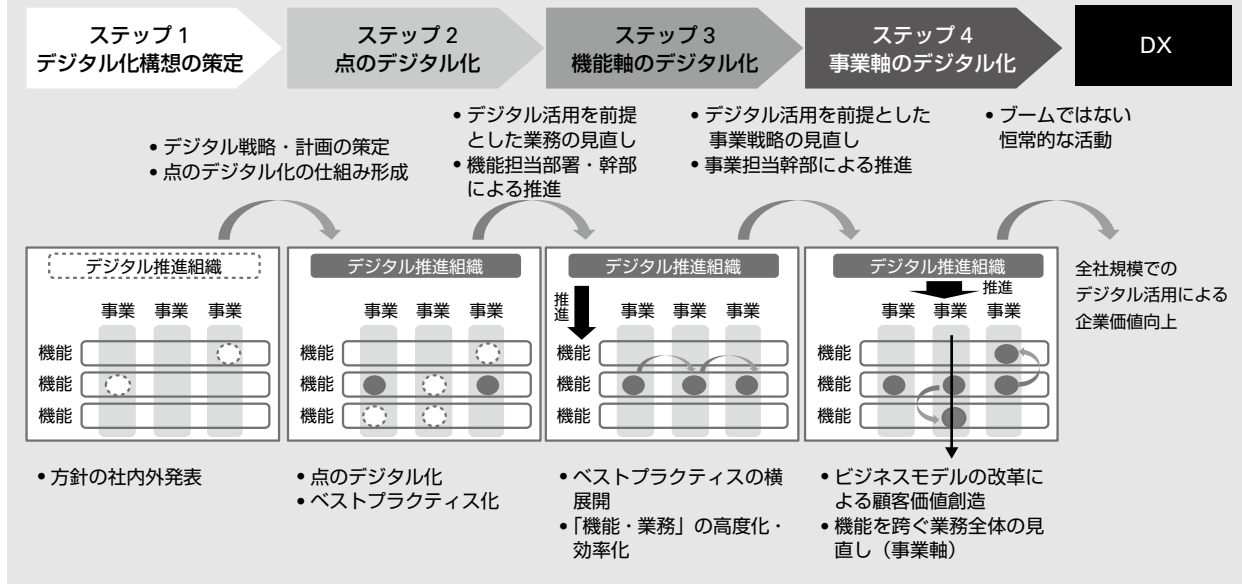 ステップ 1
デジタル化構想の策定
ステップ 2
点のデジタル化
ステップ 3
機能軸のデジタル化
ステップ 4
事業軸のデジタル化
DX
• デジタル戦略・計画の策定
• 点のデジタル化の仕組み形成
• デジタル活用を前提
とした業務の見直し
• 機能担当部署・幹部
による推進
• デジタル活用を前提とした
事業戦略の見直し
• 事業担当幹部による推進
• ブームではない
恒常的な活動
デジタル推進組織
事業 事業 事業
機能
機能
機能
デジタル推進組織
事業 事業 事業
機能
機能
機能
デジタル推進組織
推進
事業 事業 事業
機能
機能
機能
デジタル推進組織
推進
事業 事業 事業
機能
機能
機能
全社規模での
デジタル活用による
企業価値向上
• 方針の社内外発表
• 点のデジタル化
• ベストプラクティス化
• ベストプラクティスの横
展開
• 「機能・業務」の高度化・
効率化
• ビジネスモデルの改革に
よる顧客価値創造
• 機能を跨ぐ業務全体の見
直し（事業軸）